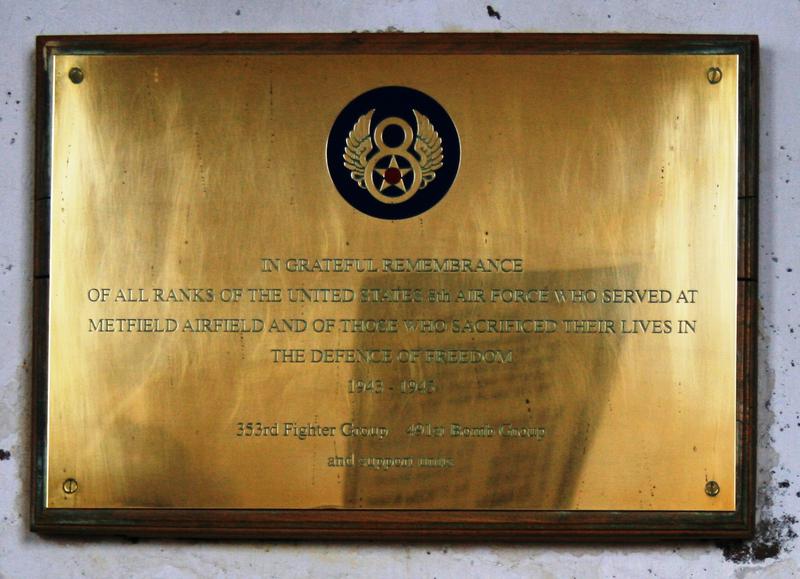 8
IN GRATEFUL REMEMBRANCE
OF ALL RANKS OF THE UNITED STATES 8th AIR FORCE WHO SERVED AT
METFIELD AIRFIELD AND OF THOSE WHO SACRIFICED THEIR LIVES IN
THE DEFENCE OF FREEDOM
1943 - 1945
353rd Fighter Group 491st Bomb Group
and support units